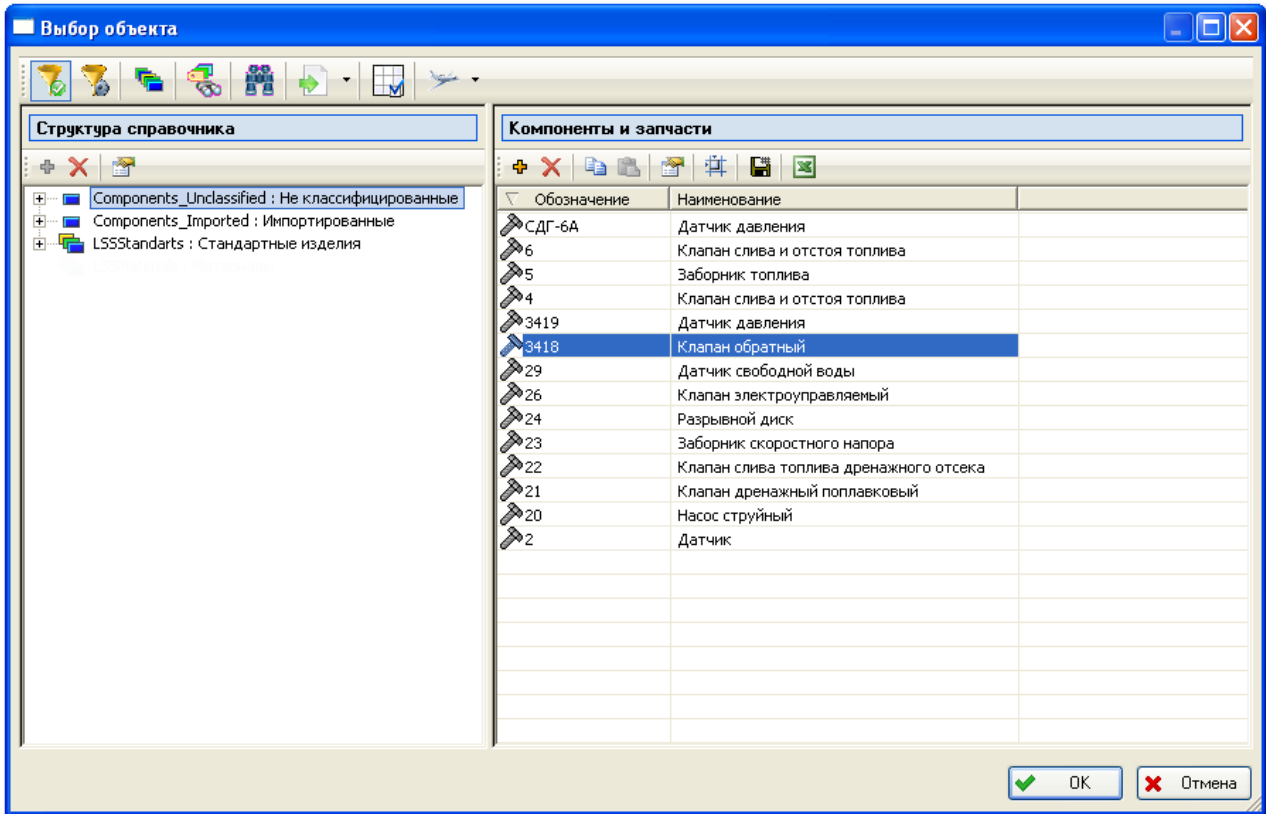 Выбор объекта
Структура справочника
Компоненты и запчасти
Components_Unclassified : Не классифицированные
Components_Imported : Импортированные
LSSStandarts : Стандартные изделия
Обозначение Наименование
СДГ-6А Датчик давления
6 Клапан слива и отстоя топлива
5 Заборник топлива
4 Клапан слива и отстоя топлива
3419 Датчик давления
3418 Клапан обратный
29 Датчик свободной воды
26 Клапан электроуправляемый
24 Разрывной диск
23 Заборник скоростного напора
22 Клапан слива топлива дренажного отсека
21 Клапан дренажный поплавковый
20 Насос струйный
2 Датчик
OK Отмена